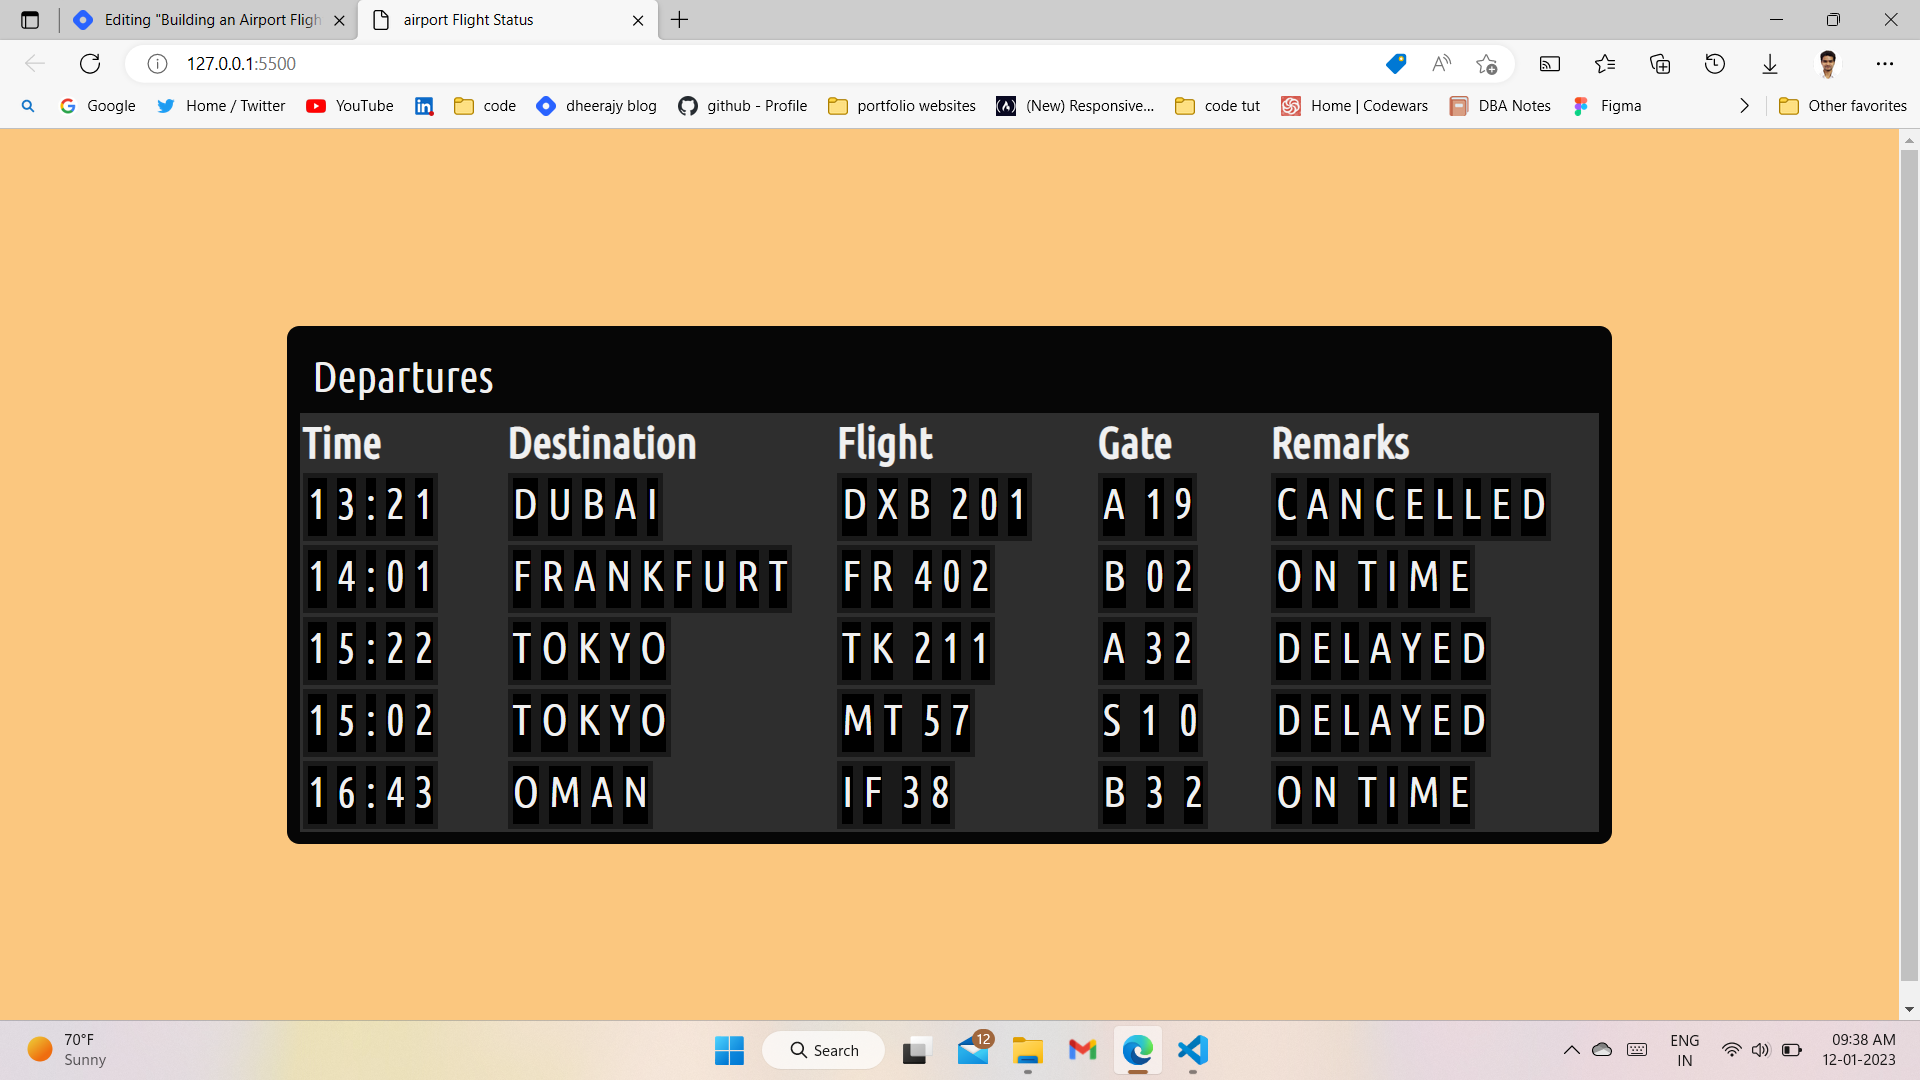 Editing "Building an Airport Fligh
airport Flight Status
127.0.0.1:5500
Google Home / Twitter YouTube code dheerajy blog github - Profile portfolio websites (New) Responsive... code tut Home | Codewars DBA Notes Figma Other favorites
Departures
Time Destination Flight Gate Remarks
13:21 DUBAI DXB 201 A 19 CANCELLED
14:01 FRANKFURT FR 402 B 02 ON TIME
15:22 TOKYO TK 211 A 32 DELAYED
15:02 TOKYO MT 57 S 1 0 DELAYED
16:43 OMAN IF 38 B 3 2 ON TIME
70°F
Sunny
Search
12
ENG
IN
09:38 AM
12-01-2023